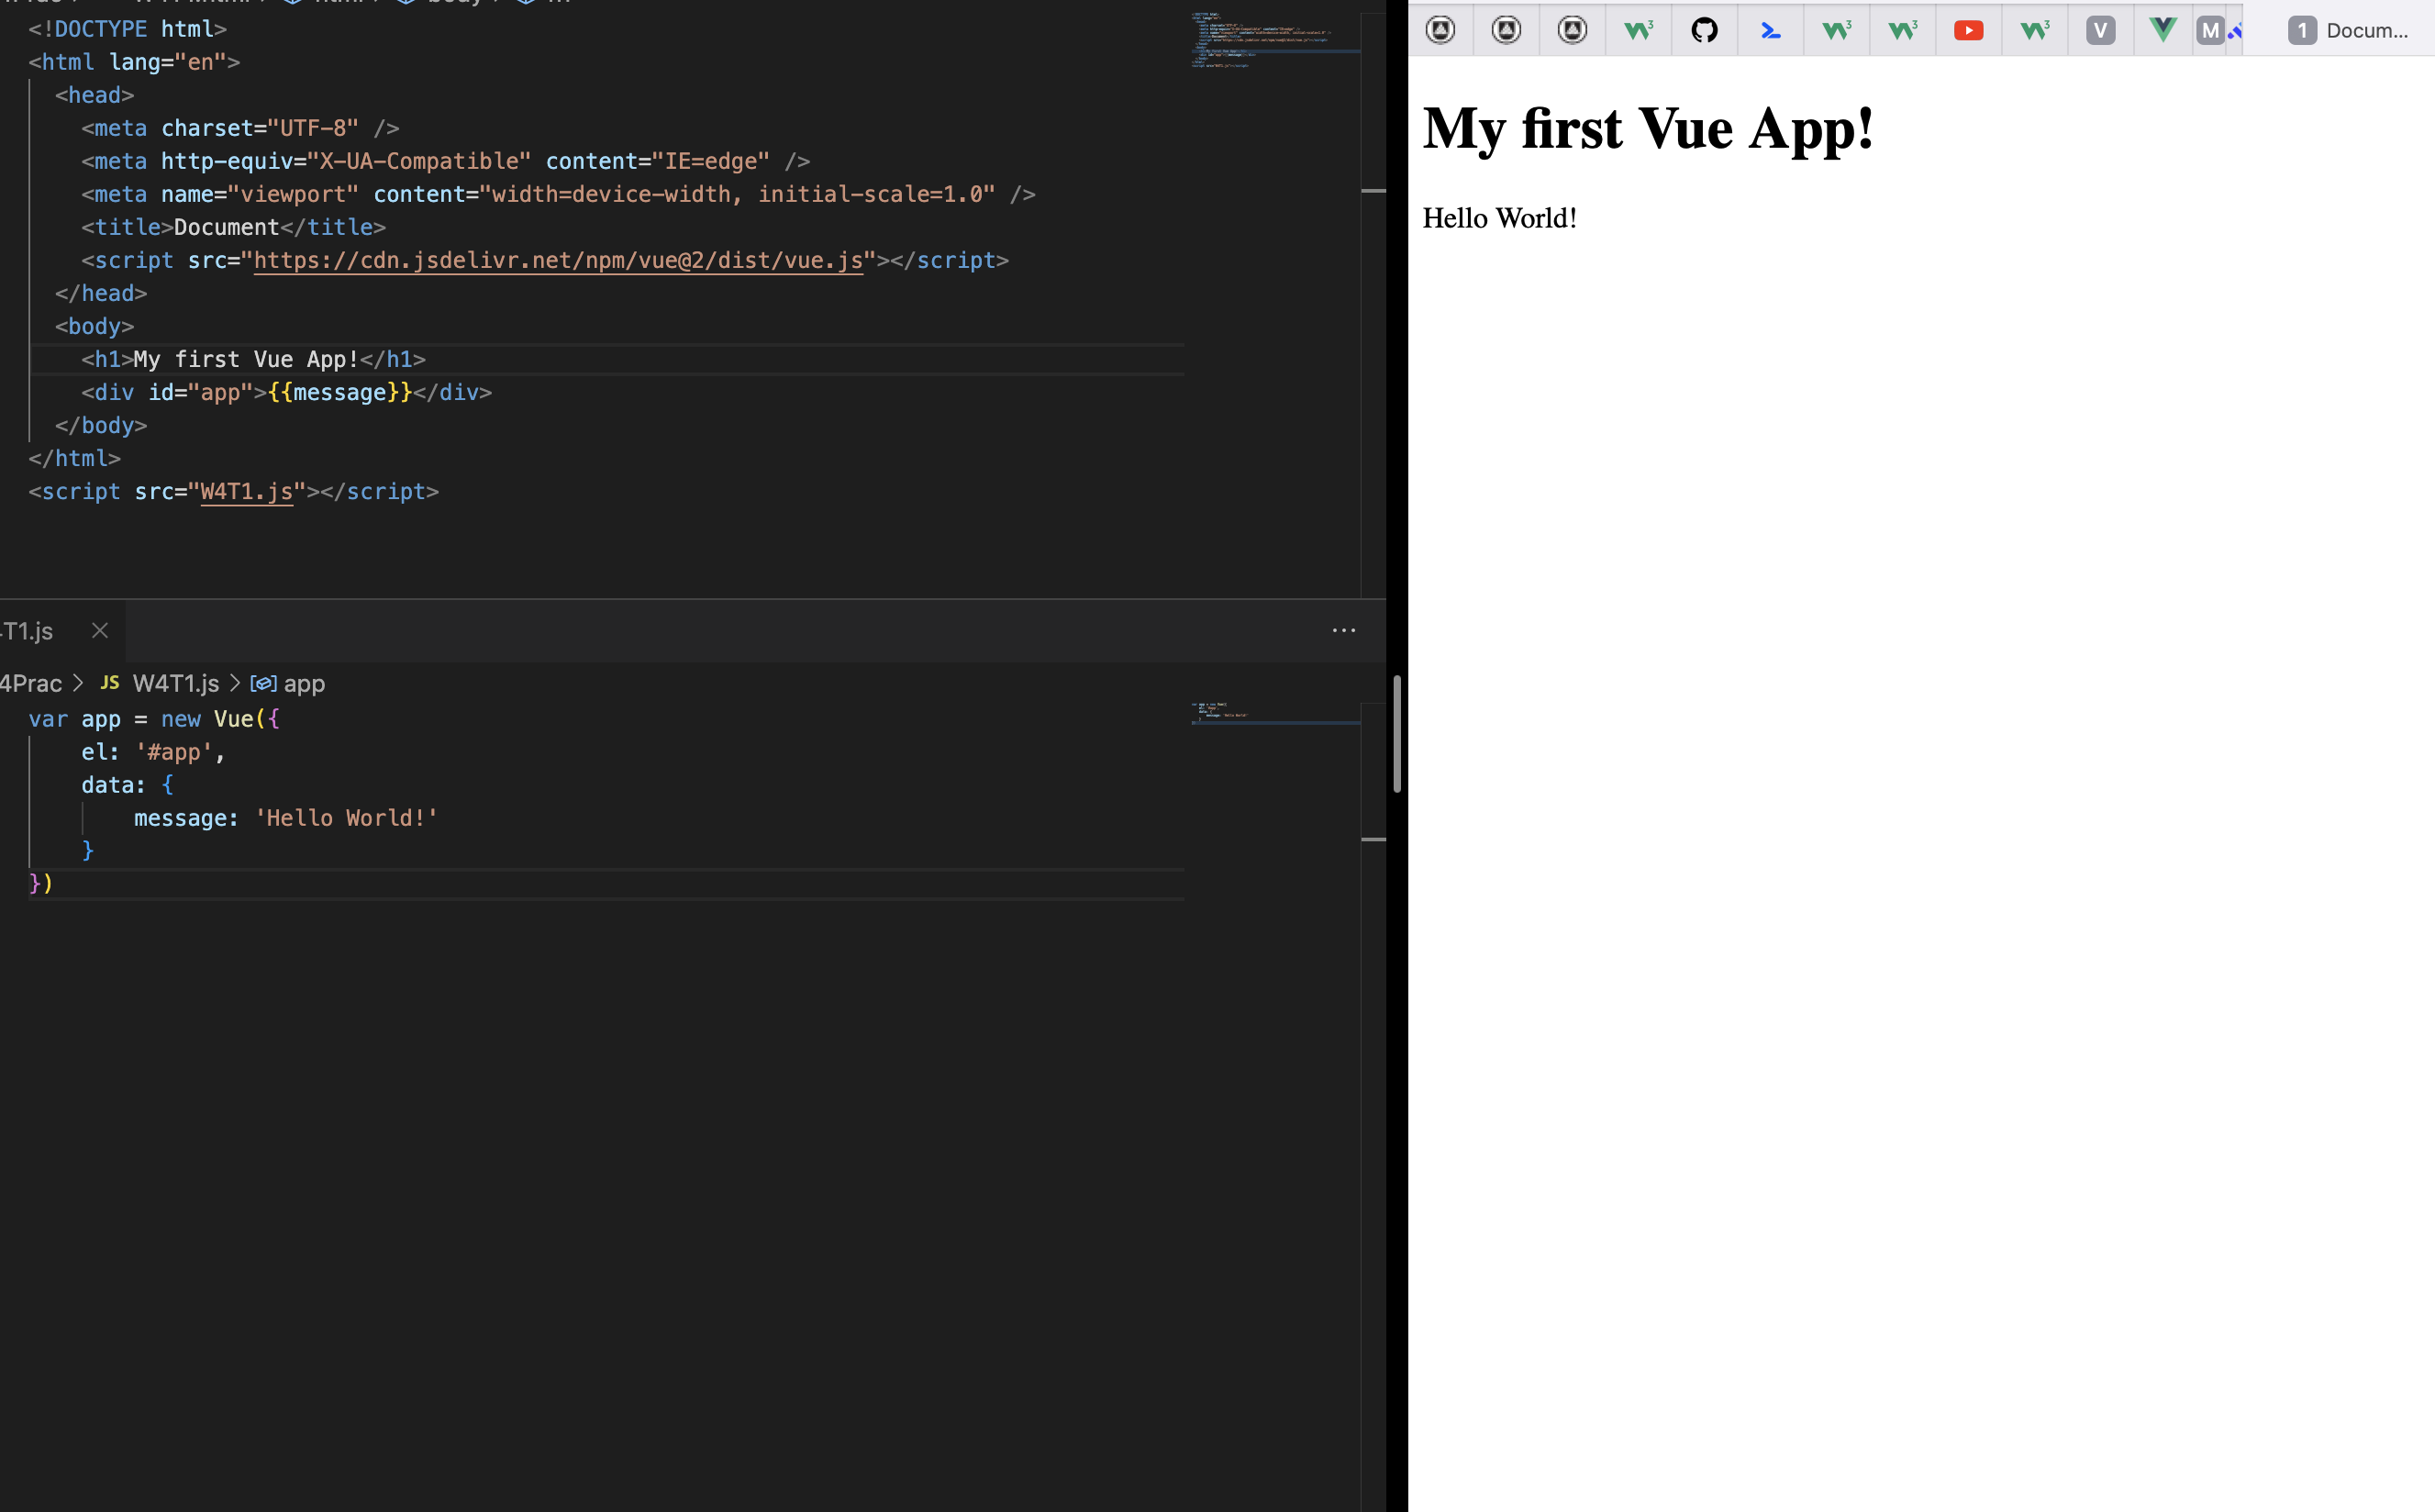 <!DOCTYPE html>
<html lang="en">
<head>
<meta charset="UTF-8" />
<meta http-equiv="X-UA-Compatible" content="IE=edge" />
<meta name="viewport" content="width=device-width, initial-scale=1.0" />
<title>Document</title>
<script src="https://cdn.jsdelivr.net/npm/vue@2/dist/vue.js"></script>
</head>
<body>
<h1>My first Vue App!</h1>
<div id="app">{{message}}</div>
</body>
</html>
<script src="W4T1.js"></script>
T1.js
···
4Prac > JS W4T1.js > app
var app = new Vue({
el: '#app',
data: {
message: 'Hello World!'
}
})
W3 W3 W3 W3 V M 1 Docum...
My first Vue App!
Hello World!